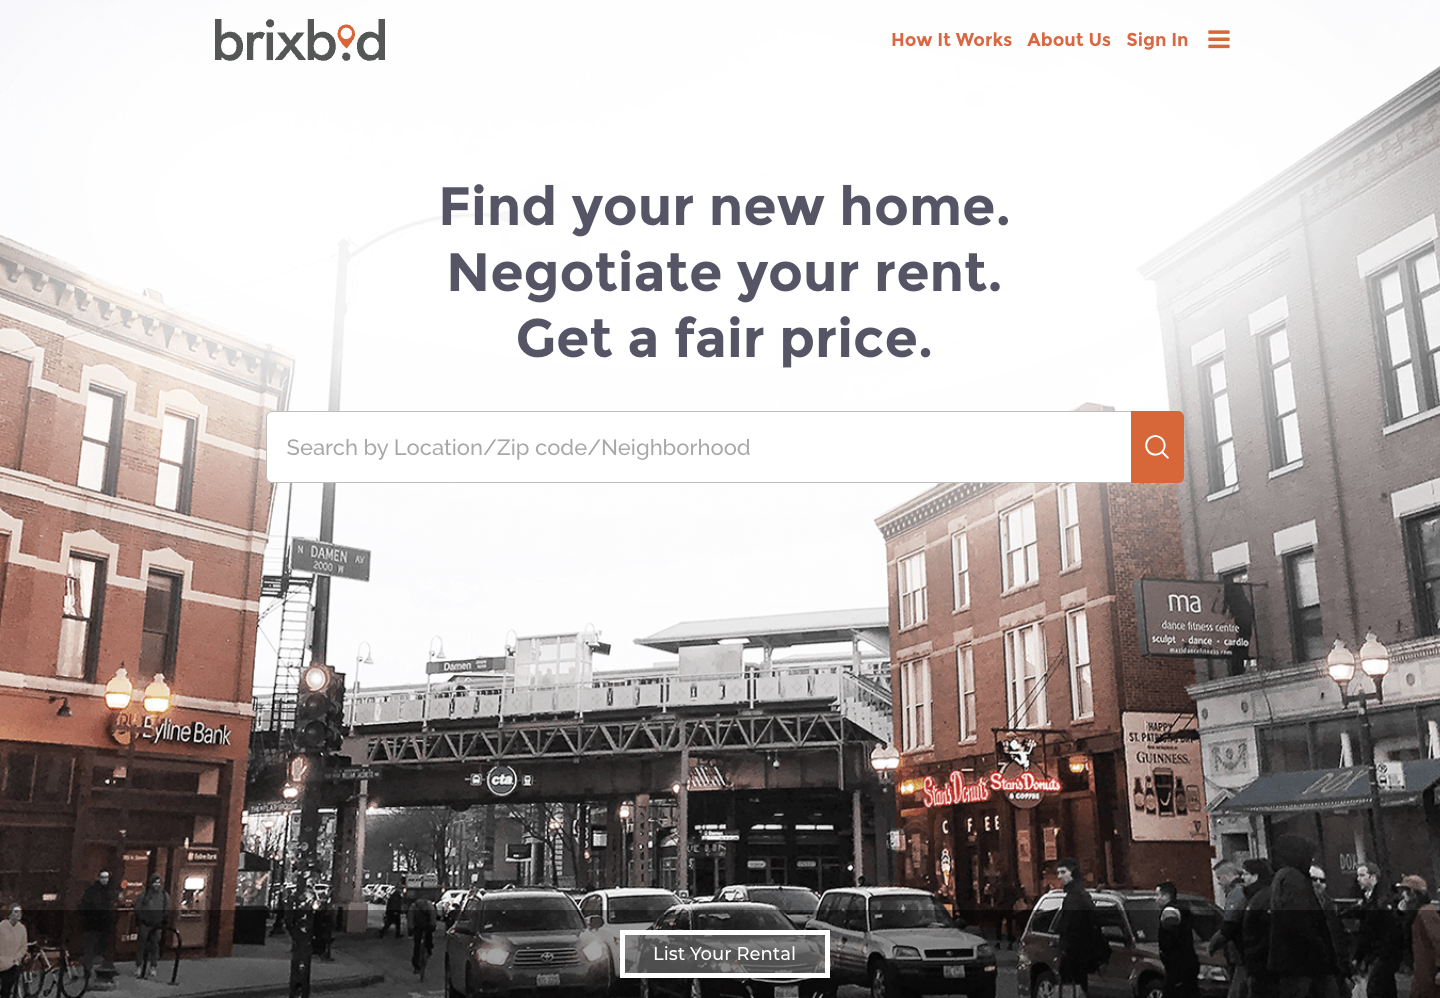 brixbid
How It Works
About Us
Sign In
Find your new home.
Negotiate your rent.
Get a fair price.
Search by Location/Zip code/Neighborhood
N DAMEN AV
2000 W
Damen
ma
dance fitness centre
sculpt · dance · cardio
Byline Bank
HAPPY
ST. PATRICK'S DAY
GUINNESS.
cta
Stan's Donuts
Stan's Donuts
& COFFEE
C FFEE
List Your Rental